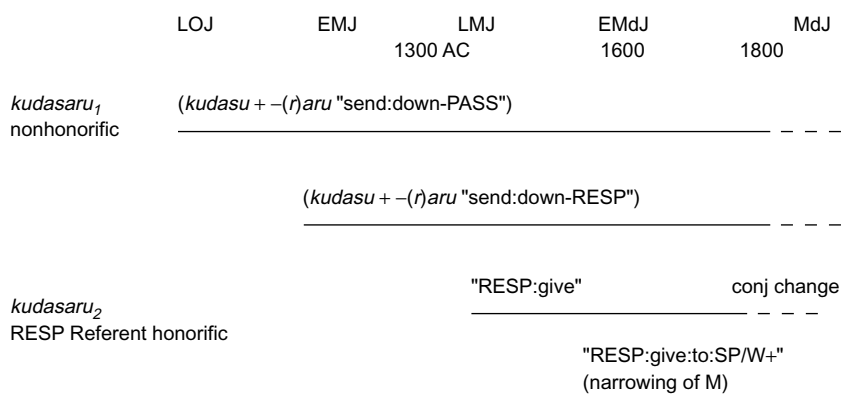 LOJ EMJ LMJ EMdJ MdJ
1300 AC 1600 1800
kudasaru1 (kudasu + –(r)aru "send:down-PASS")
nonhonorific
(kudasu + –(r)aru "send:down-RESP")
"RESP:give" conj change
kudasaru2
RESP Referent honorific
"RESP:give:to:SP/W+"
(narrowing of M)